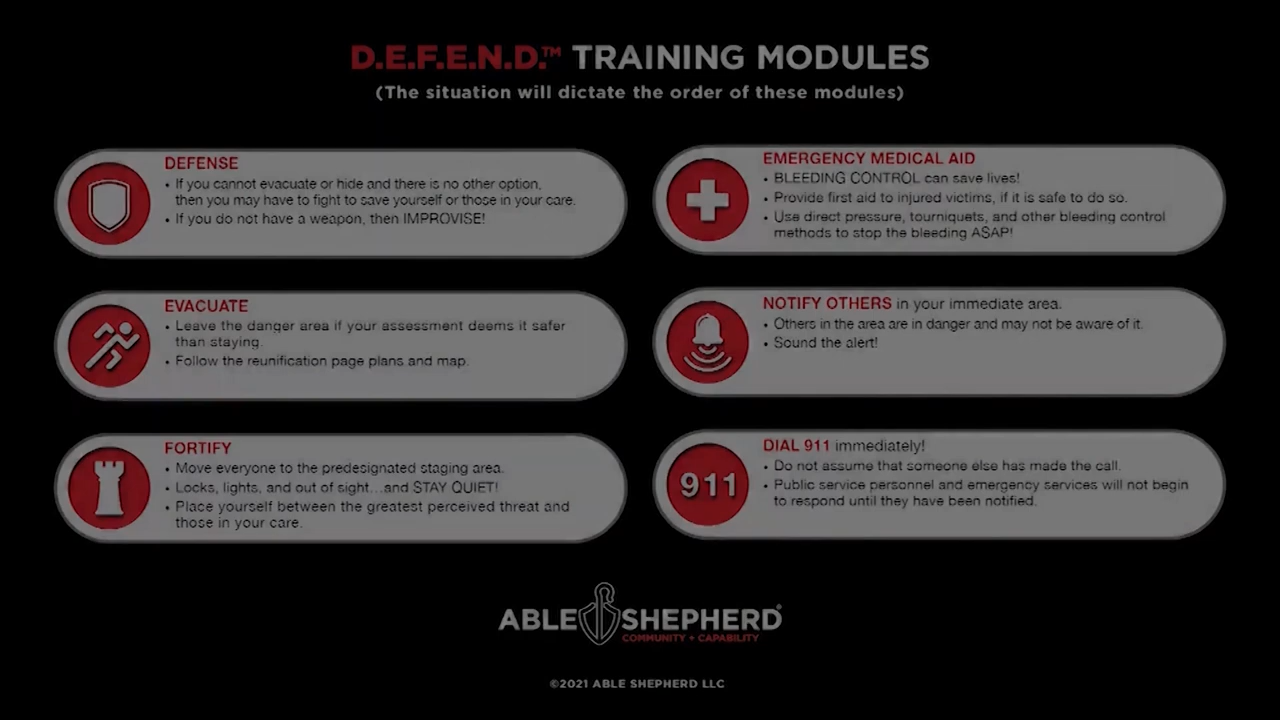 D.E.F.E.N.D.™ TRAINING MODULES
(The situation will dictate the order of these modules)
DEFENSE
• If you cannot evacuate or hide and there is no other option,
then you may have to fight to save yourself or those in your care.
• If you do not have a weapon, then IMPROVISE!
EVACUATE
• Leave the danger area if your assessment deems it safer
than staying.
• Follow the reunification page plans and map.
FORTIFY
• Move everyone to the predesignated staging area.
• Locks, lights, and out of sight...and STAY QUIET!
• Place yourself between the greatest perceived threat and
those in your care.
EMERGENCY MEDICAL AID
• BLEEDING CONTROL can save lives!
• Provide first aid to injured victims, if it is safe to do so.
• Use direct pressure, tourniquets, and other bleeding control
methods to stop the bleeding ASAP!
NOTIFY OTHERS in your immediate area.
• Others in the area are in danger and may not be aware of it.
• Sound the alert!
911
DIAL 911 immediately!
• Do not assume that someone else has made the call.
• Public service personnel and emergency services will not begin
to respond until they have been notified.
ABLE SHEPHERD®
COMMUNITY + CAPABILITY
©2021 ABLE SHEPHERD LLC